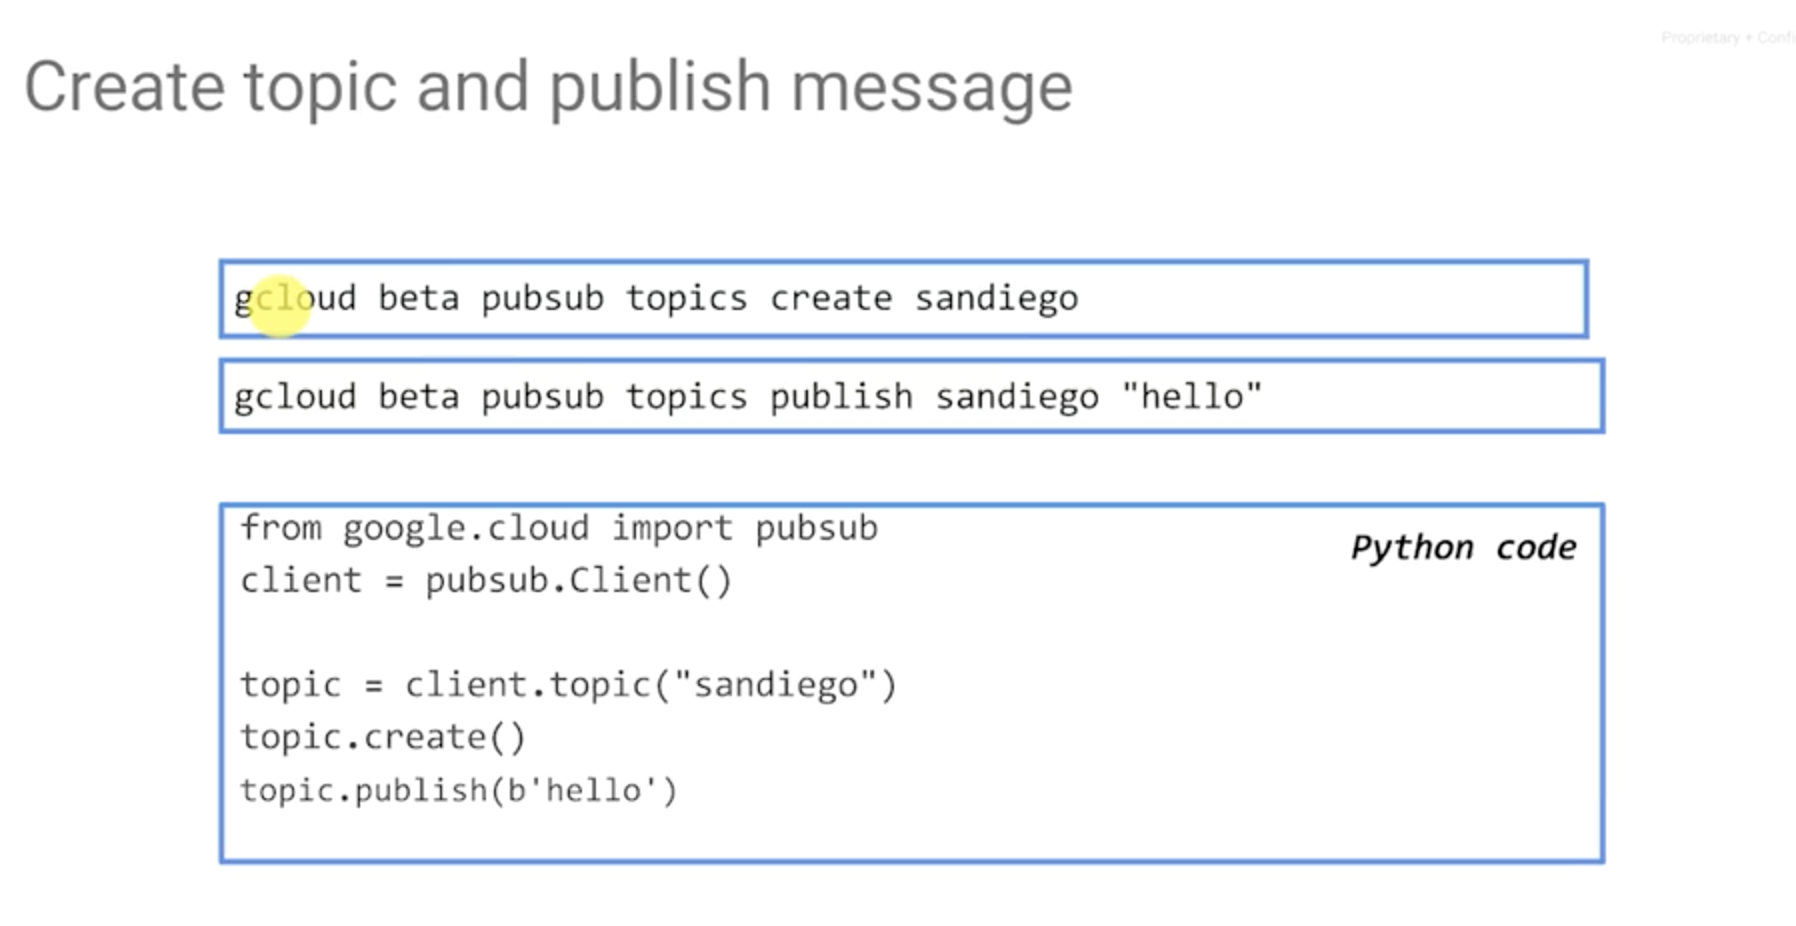 Proprietary + Confi
Create topic and publish message
gcloud beta pubsub topics create sandiego
gcloud beta pubsub topics publish sandiego "hello"
from google.cloud import pubsub
Python code
client = pubsub.Client()
topic = client.topic("sandiego")
topic.create()
topic.publish(b'hello')